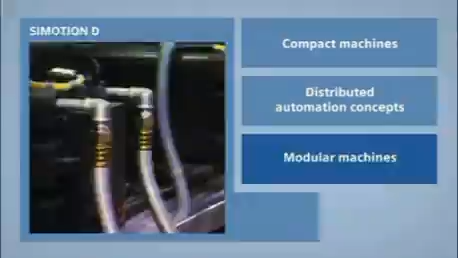 SIMOTION D
Compact machines
Distributed
automation concepts
Modular machines